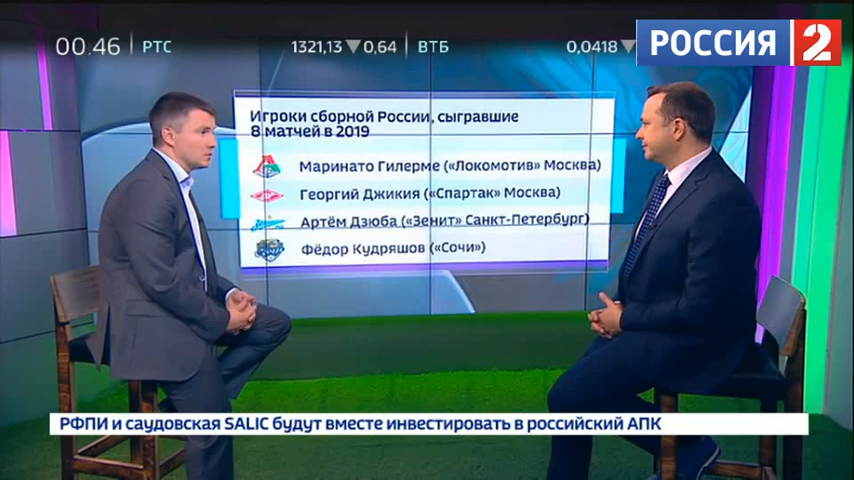 00.46 РТС 1321,13 ▼ 0,64 ВТБ 0,0418 ▼
РОССИЯ 2
Игроки сборной России, сыгравшие
8 матчей в 2019
Маринато Гилерме («Локомотив» Москва)
Георгий Джикия («Спартак» Москва)
Артём Дзюба («Зенит» Санкт-Петербург)
Фёдор Кудряшов («Сочи»)
РФПИ и саудовская SALIC будут вместе инвестировать в российский АПК